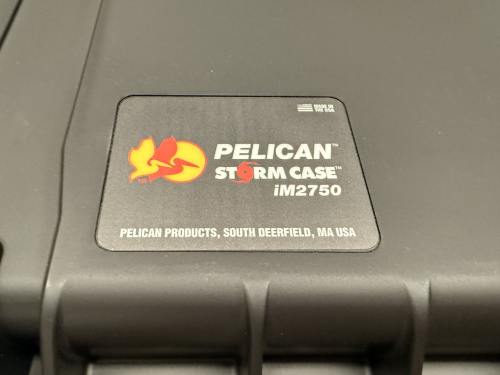 MADE IN
THE USA
PELICAN™
STORM CASE™
iM2750
PELICAN PRODUCTS, SOUTH DEERFIELD, MA USA